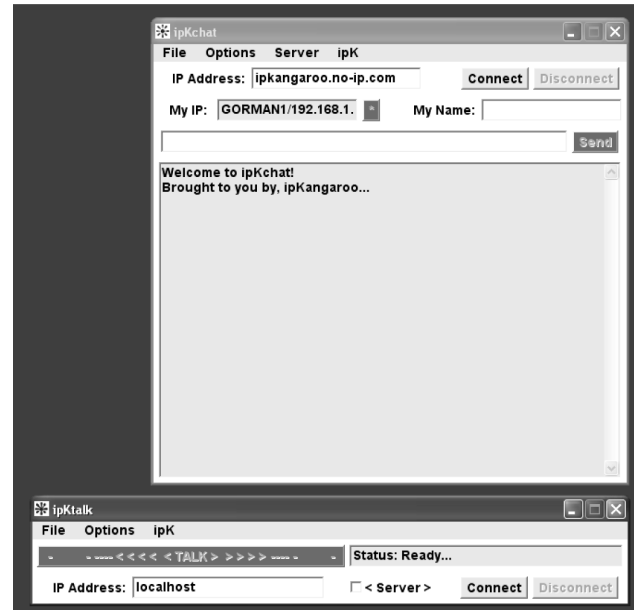 ipKchat
File Options Server ipK
IP Address: ipkangaroo.no-ip.com Connect Disconnect
My IP: GORMAN1/192.168.1. My Name:
Send
Welcome to ipKchat!
Brought to you by, ipKangaroo...
ipKtalk
File Options ipK
- - ---- < < < < < TALK > > > > > ---- - - Status: Ready...
IP Address: localhost < Server > Connect Disconnect